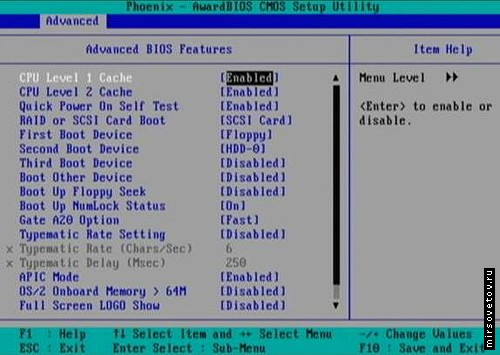 Phoenix - AwardBIOS CMOS Setup Utility
Advanced
Advanced BIOS Features
Item Help
CPU Level 1 Cache [Enabled]
CPU Level 2 Cache [Enabled]
Quick Power On Self Test [Enabled]
RAID or SCSI Card Boot [SCSI Card]
First Boot Device [Floppy]
Second Boot Device [HDD-0]
Third Boot Device [Disabled]
Boot Other Device [Disabled]
Boot Up Floppy Seek [Disabled]
Boot Up NumLock Status [On]
Gate A20 Option [Fast]
Typematic Rate Setting [Disabled]
x Typematic Rate (Chars/Sec) 6
x Typematic Delay (Msec) 250
APIC Mode [Enabled]
OS/2 Onboard Memory > 64M [Disabled]
Full Screen LOGO Show [Disabled]
Menu Level ▸▸
<Enter> to enable or
disable.
F1 : Help ↑↓ Select Item and ←→ Select Menu -/+ Change Values
ESC : Exit Enter Select : Sub-Menu F10 : Save and Exit
mirsovetov.ru